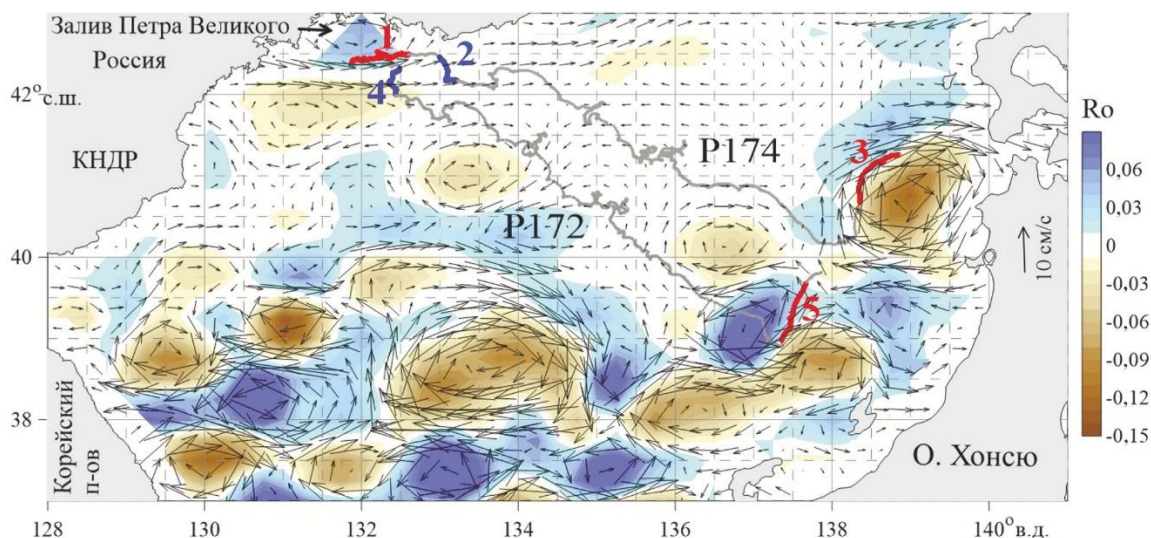 Залив Петра Великого
Россия
1
2
4
42° с.ш.
Ro
КНДР
P174
3
0,06
0,03
P172
0
40
10 см/с
-0,03
5
-0,06
-0,09
38
-0,12
Корейский
п-ов
О. Хонсю
-0,15
128
130
132
134
136
138
140° в.д.